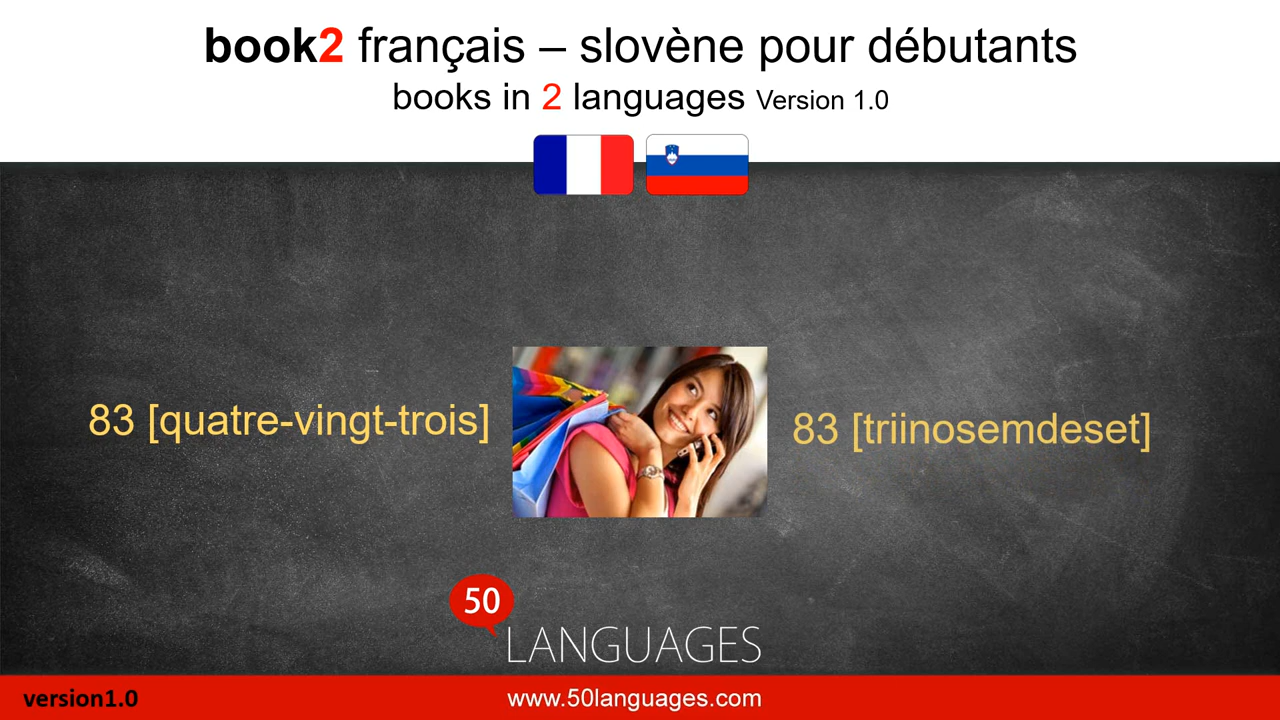 book2 français – slovène pour débutants
books in 2 languages Version 1.0
83 [quatre-vingt-trois]
83 [triinosemdeset]
50
LANGUAGES
version1.0
www.50languages.com